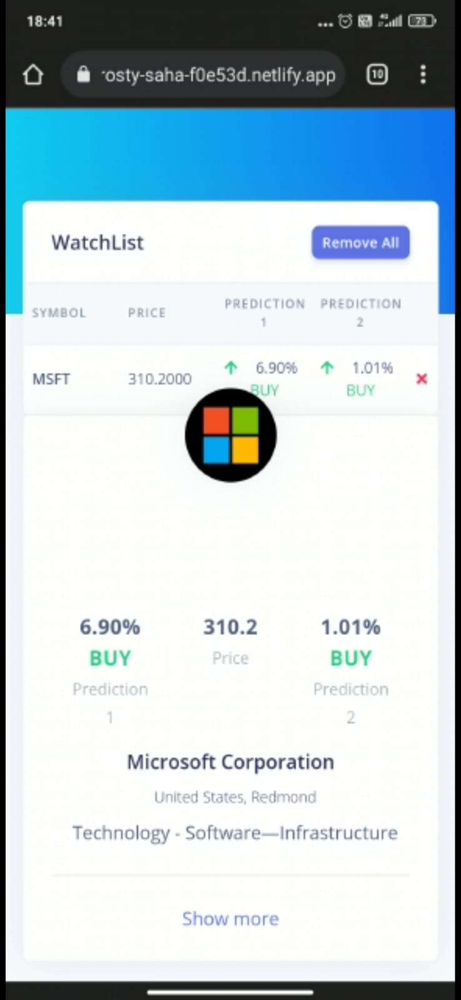 18:41
4G
73
rosty-saha-f0e53d.netlify.app
10
WatchList
Remove All
SYMBOL PRICE PREDICTION 1 PREDICTION 2
MSFT 310.2000 6.90% BUY 1.01% BUY
6.90% 310.2 1.01%
BUY Price BUY
Prediction Prediction
1 2
Microsoft Corporation
United States, Redmond
Technology - Software—Infrastructure
Show more